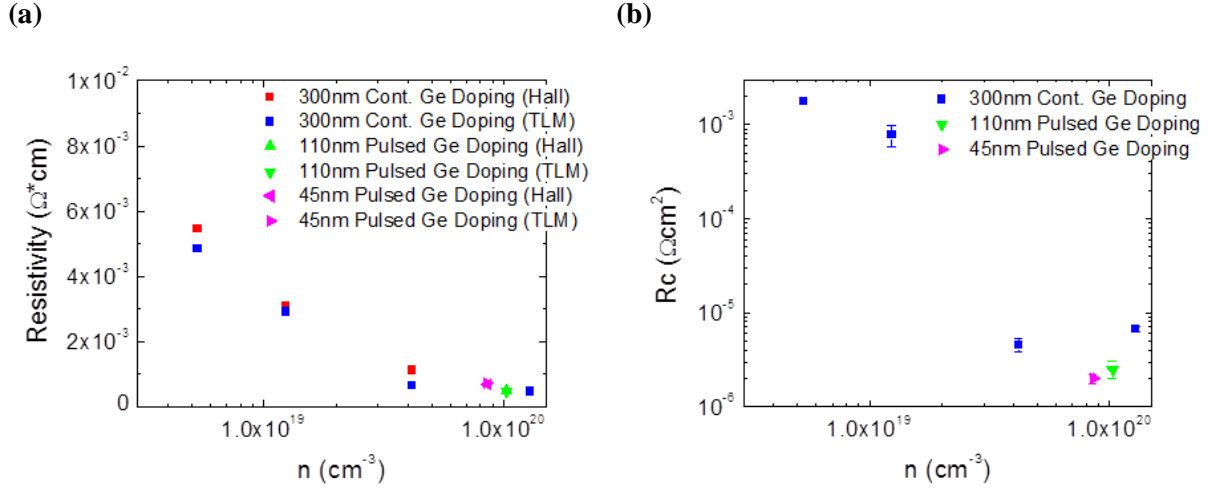 (a)
1x10⁻²
8x10⁻³
6x10⁻³
4x10⁻³
2x10⁻³
0
Resistivity (Ω*cm)
300nm Cont. Ge Doping (Hall)
300nm Cont. Ge Doping (TLM)
110nm Pulsed Ge Doping (Hall)
110nm Pulsed Ge Doping (TLM)
45nm Pulsed Ge Doping (Hall)
45nm Pulsed Ge Doping (TLM)
1.0x10¹⁹
1.0x10²⁰
n (cm⁻³)
(b)
10⁻³
10⁻⁴
10⁻⁵
10⁻⁶
Rc (Ωcm²)
300nm Cont. Ge Doping
110nm Pulsed Ge Doping
45nm Pulsed Ge Doping
1.0x10¹⁹
1.0x10²⁰
n (cm⁻³)